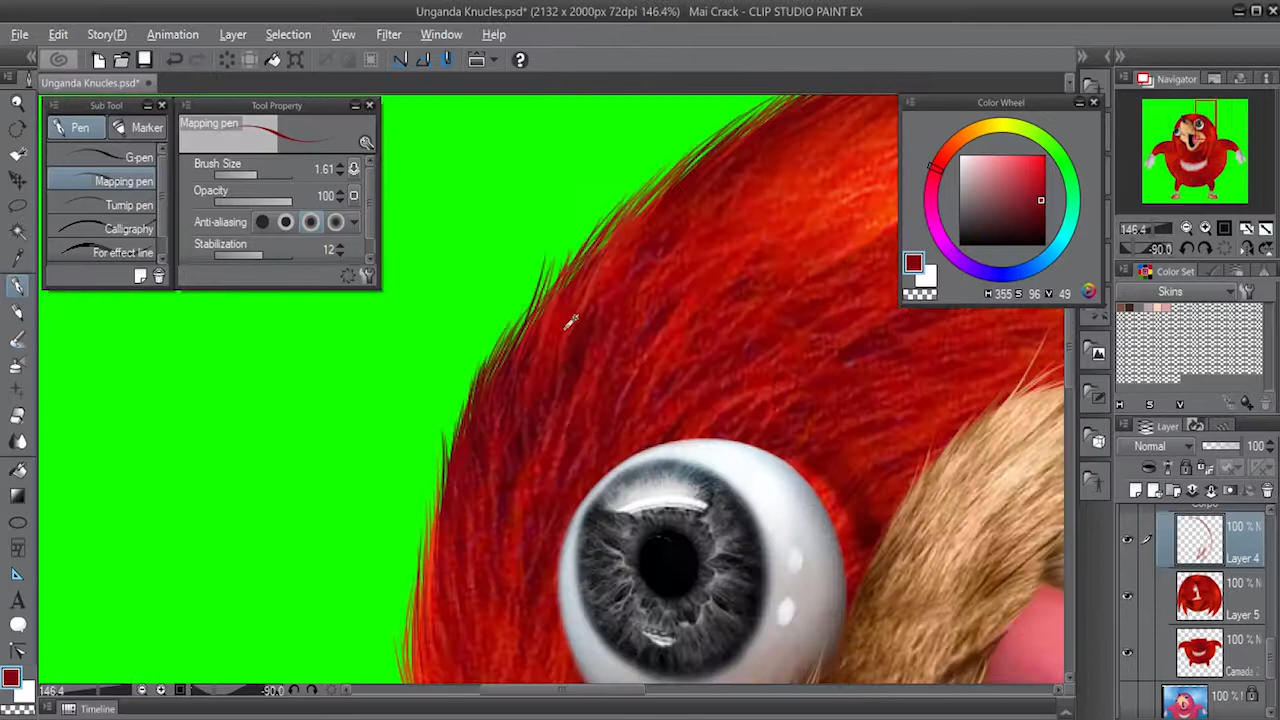 Unganda Knucles.psd* (2132 x 2000px 72dpi 146.4%) Mai Crack - CLIP STUDIO PAINT EX
File Edit Story(P) Animation Layer Selection View Filter Window Help
Unganda Knucles.psd*
Sub Tool
Pen Marker
G-pen
Mapping pen
Turnip pen
Calligraphy
For effect line
Tool Property
Mapping pen
Brush Size 1.61
Opacity 100
Anti-aliasing
Stabilization 12
Color Wheel
H 355 S 96 V 49
Navigator
146.4
-90.0
Color Set
Skins
H S V
Layer
Normal 100
100 % N
Layer 4
100 % N
Layer 5
100 % N
Camada 2
100 %
146.4 -90.0
Timeline